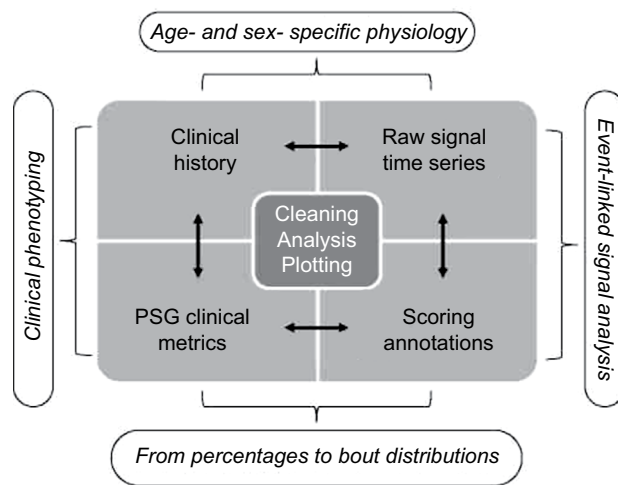 Age- and sex- specific physiology
Clinical phenotyping
Clinical
history
Raw signal
time series
Cleaning
Analysis
Plotting
PSG clinical
metrics
Scoring
annotations
Event-linked signal analysis
From percentages to bout distributions